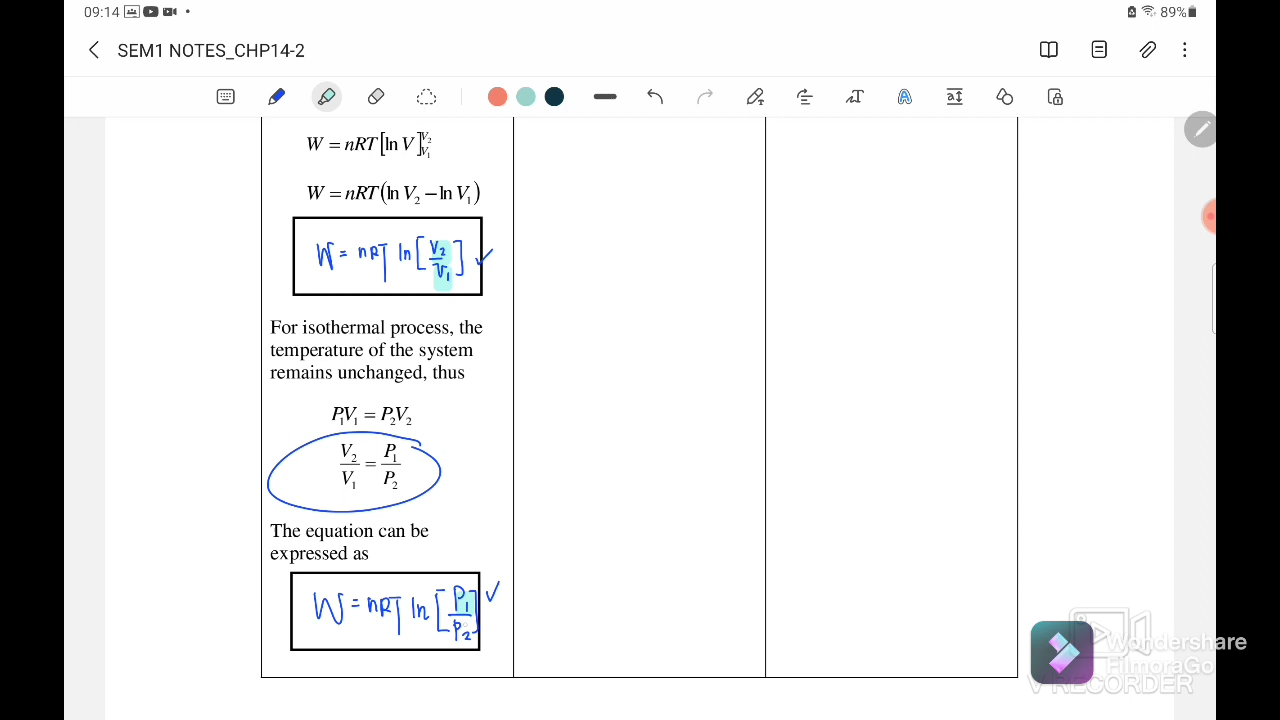 09:14 89%
SEM1 NOTES_CHP14-2
W = nRT [ln V]V₁V₂
W = nRT (ln V₂ − ln V₁)
W = nRT ln [V₂/V₁] ✓
For isothermal process, the
temperature of the system
remains unchanged, thus
P₁V₁ = P₂V₂
V₂/V₁ = P₁/P₂
The equation can be
expressed as
W = nRT ln [P₁/P₂] ✓
Wondershare
FilmoraGo
V RECORDER